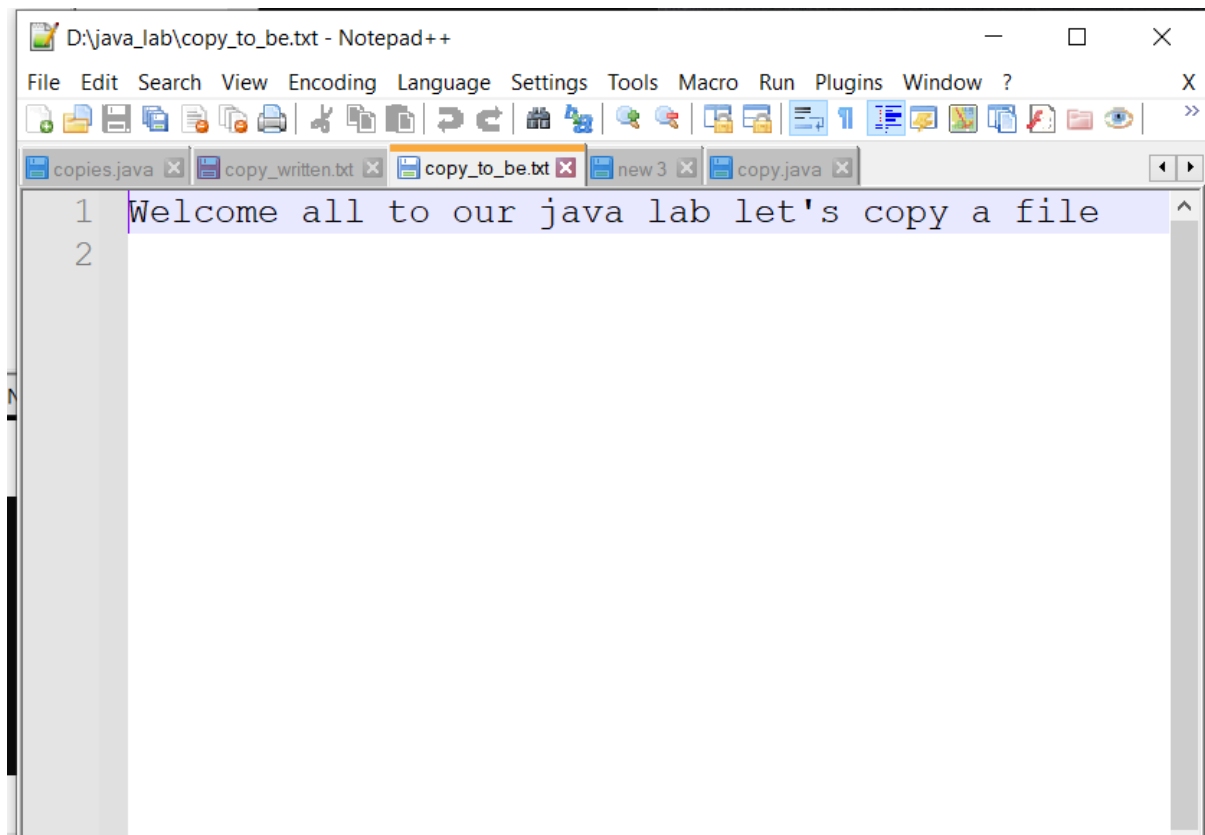 D:\java_lab\copy_to_be.txt - Notepad++
File Edit Search View Encoding Language Settings Tools Macro Run Plugins Window ? X
copies.java copy_written.txt copy_to_be.txt new 3 copy.java
1 Welcome all to our java lab let's copy a file
2
N